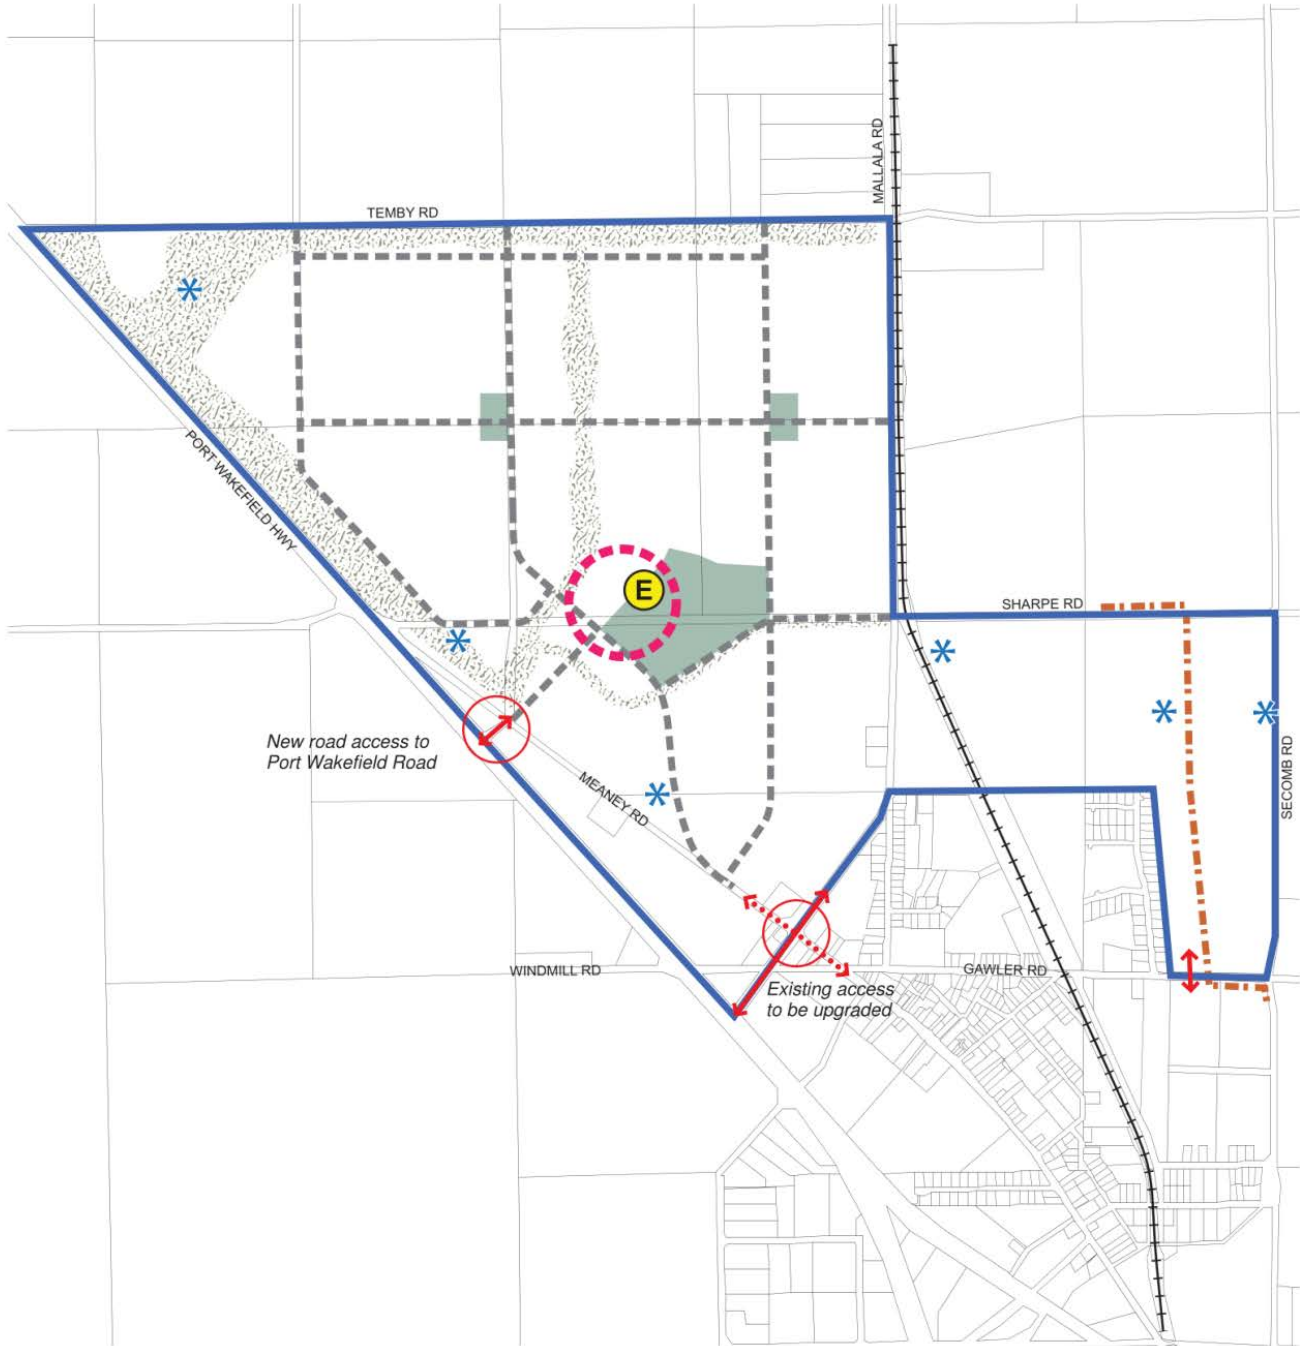 TEMBY RD
MALLALA RD
PORT WAKEFIELD HWY
E
SHARPE RD
New road access to
Port Wakefield Road
MEANEY RD
SECOMB RD
WINDMILL RD
GAWLER RD
Existing access
to be upgraded